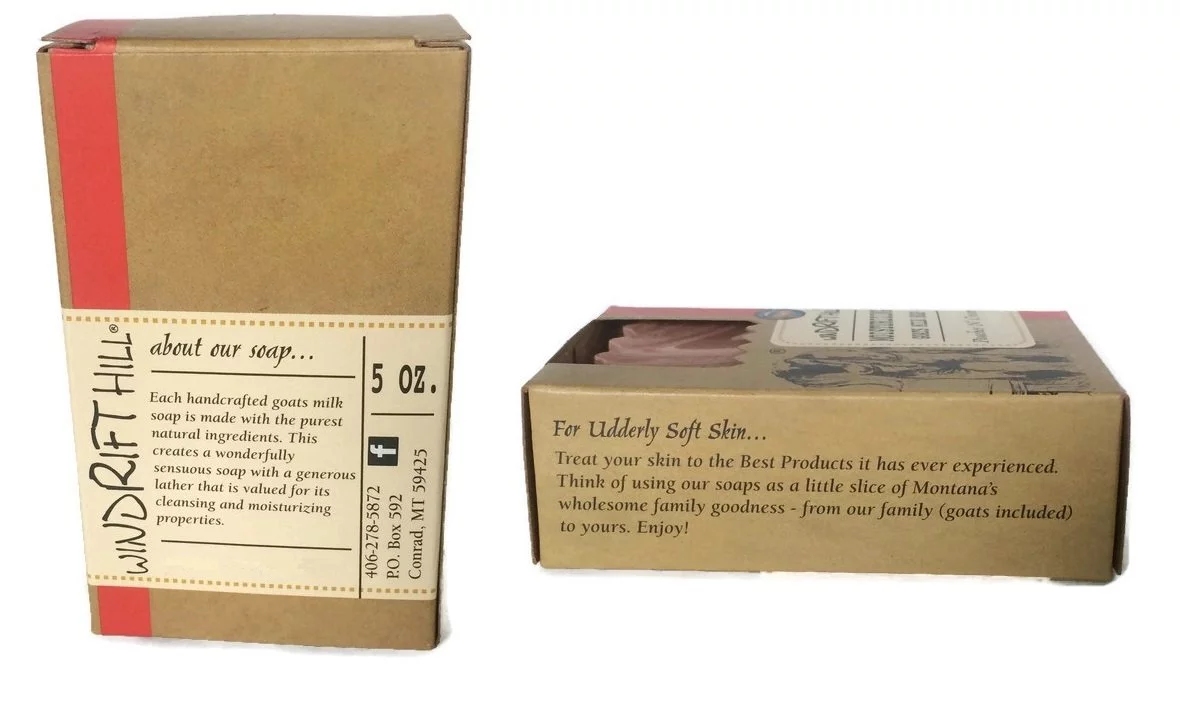 WINDRIFT HILL®
about our soap...
Each handcrafted goats milk
soap is made with the purest
natural ingredients. This
creates a wonderfully
sensuous soap with a generous
lather that is valued for its
cleansing and moisturizing
properties.
5 OZ.
f
406-278-5872
P.O. Box 592
Conrad, MT 59425
WINDRIFT HILL
®
For Udderly Soft Skin...
Treat your skin to the Best Products it has ever experienced.
Think of using our soaps as a little slice of Montana's
wholesome family goodness - from our family (goats included)
to yours. Enjoy!